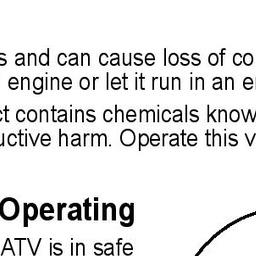 s and can cause loss of co
engine or let it run in an e
ct contains chemicals know
uctive harm. Operate this v
Operating
ATV is in safe